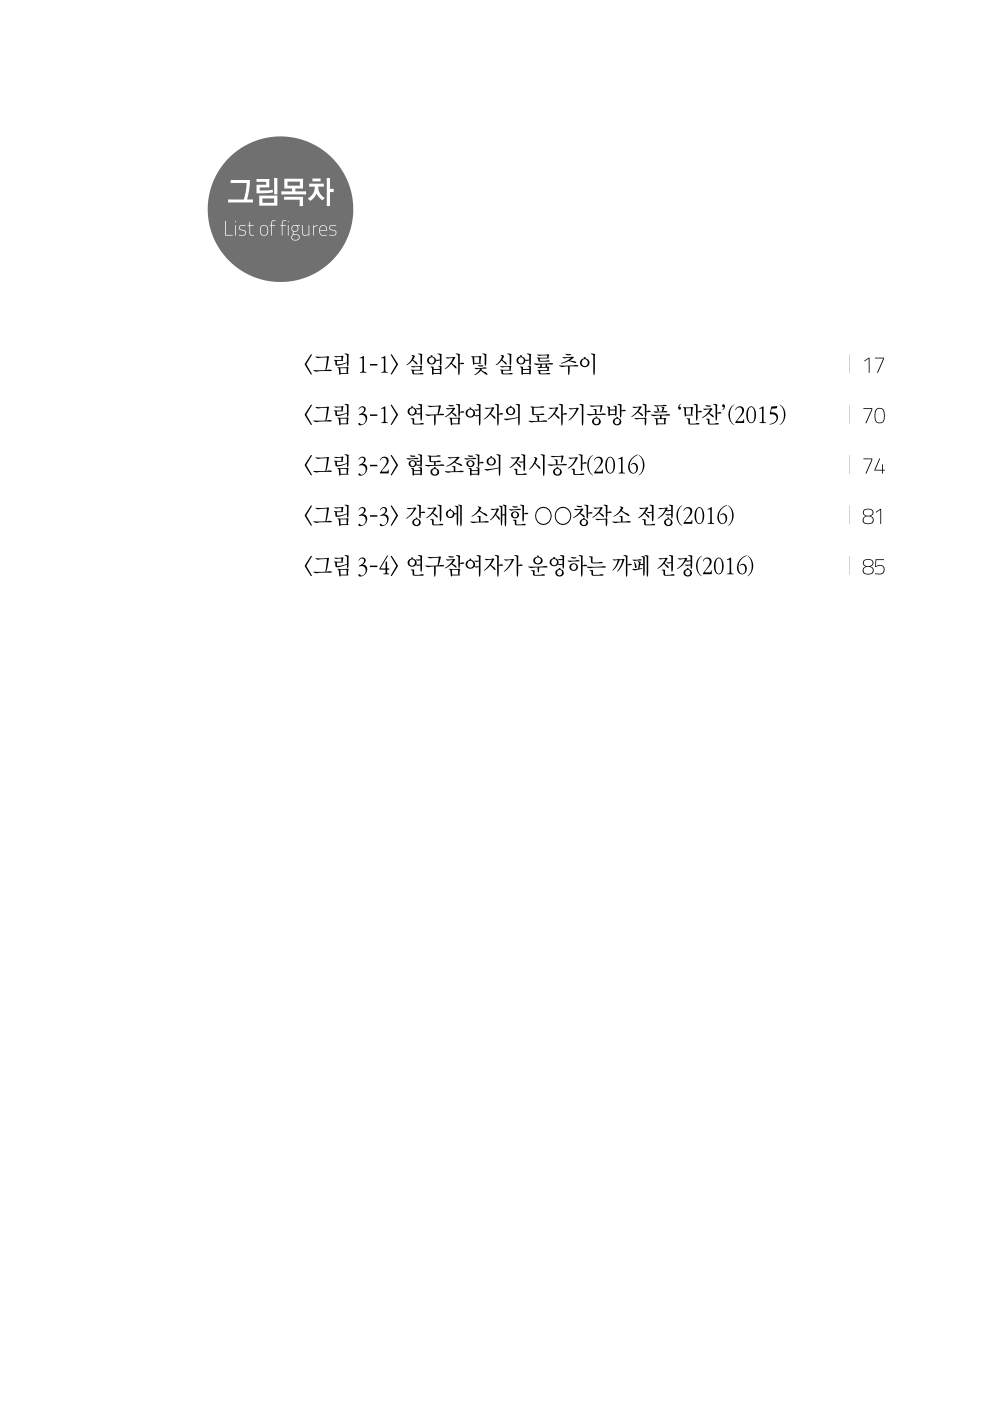 그림목차
List of figures
<그림 1-1> 실업자 및 실업률 추이 | 17
<그림 3-1> 연구참여자의 도자기공방 작품 ‘만찬’(2015) | 70
<그림 3-2> 협동조합의 전시공간(2016) | 74
<그림 3-3> 강진에 소재한 ○○창작소 전경(2016) | 81
<그림 3-4> 연구참여자가 운영하는 까페 전경(2016) | 85